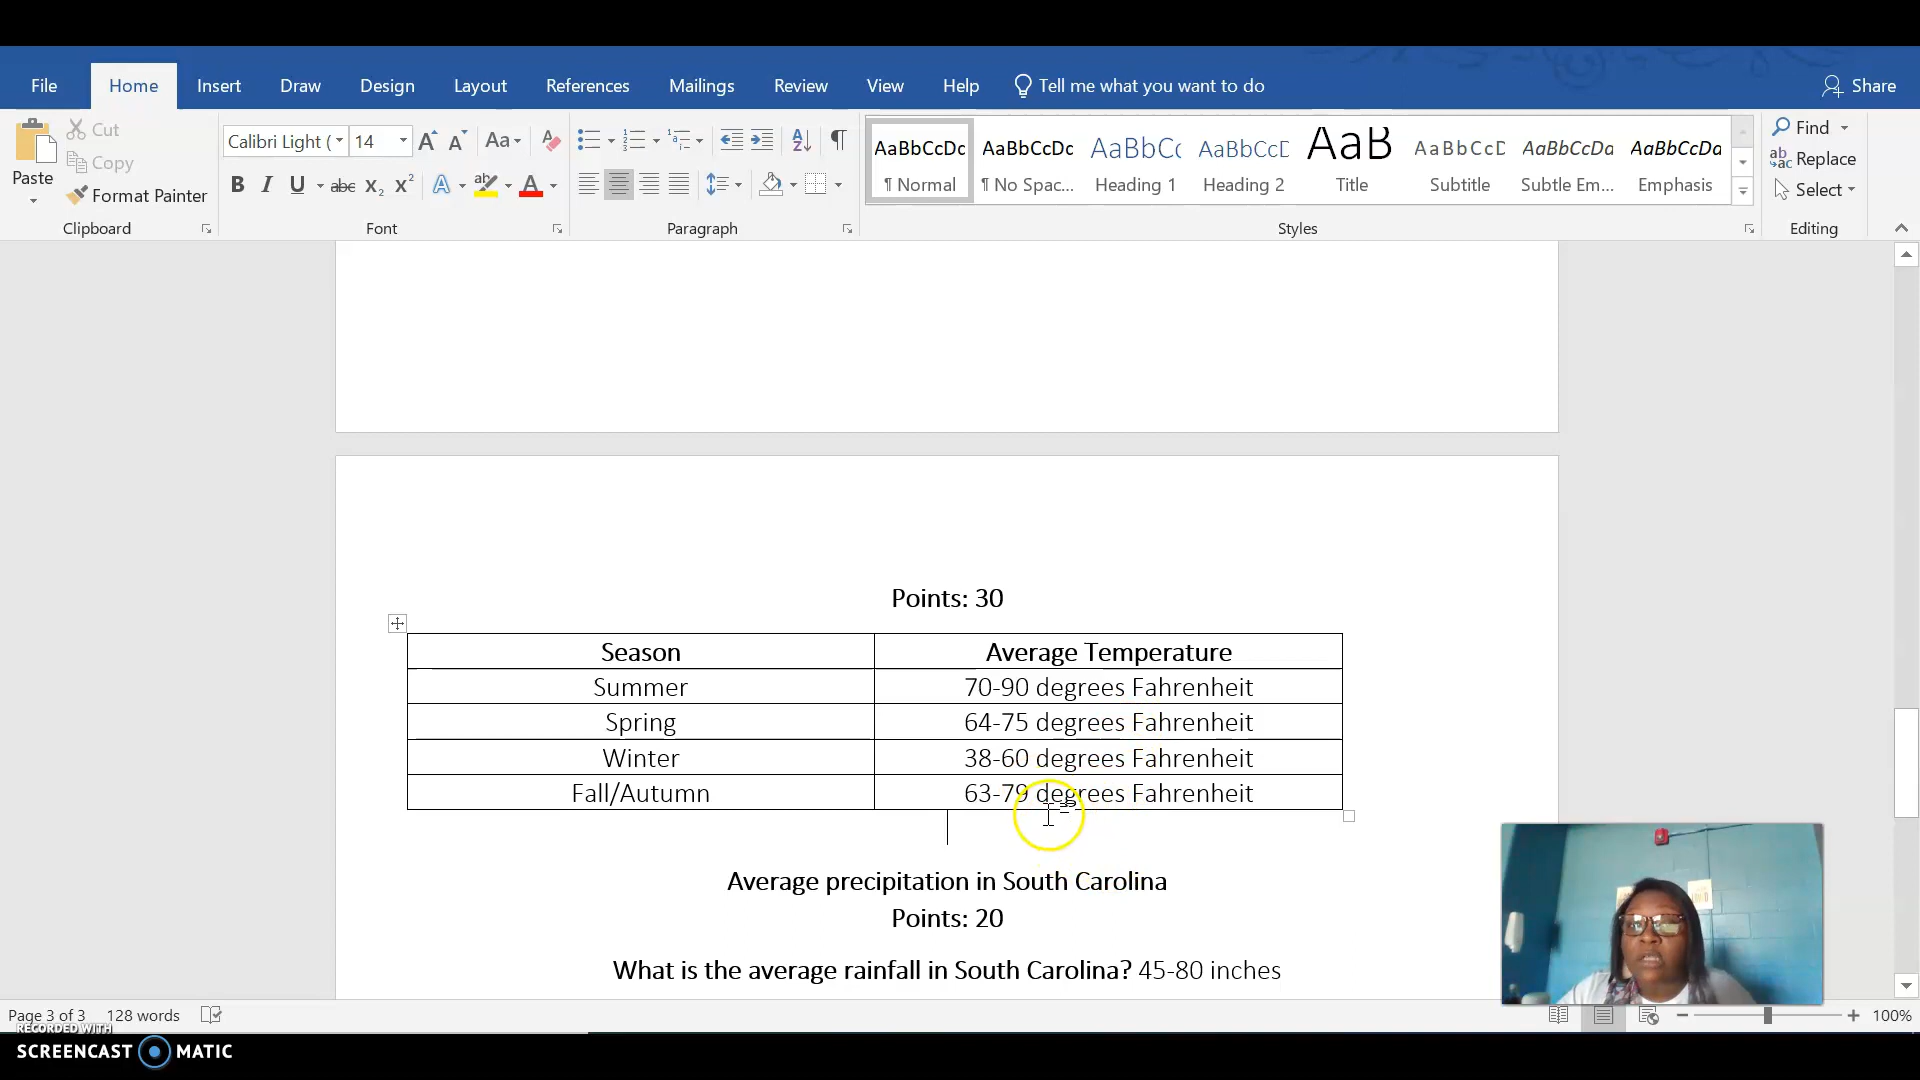 File Home Insert Draw Design Layout References Mailings Review View Help Tell me what you want to do Share
Paste Cut Copy Format Painter
Clipboard
Calibri Light ( 14
Font
Paragraph
AaBbCcDc AaBbCcDc AaBbCc AaBbCcD AaB AaBbCcD AaBbCcDa AaBbCcDa
¶ Normal ¶ No Spac... Heading 1 Heading 2 Title Subtitle Subtle Em... Emphasis
Styles
Find
Replace
Select
Editing
Points: 30
Season Average Temperature
Summer 70-90 degrees Fahrenheit
Spring 64-75 degrees Fahrenheit
Winter 38-60 degrees Fahrenheit
Fall/Autumn 63-79 degrees Fahrenheit
Average precipitation in South Carolina
Points: 20
What is the average rainfall in South Carolina? 45-80 inches
Page 3 of 3 128 words 100%
RECORDED WITH
SCREENCAST MATIC